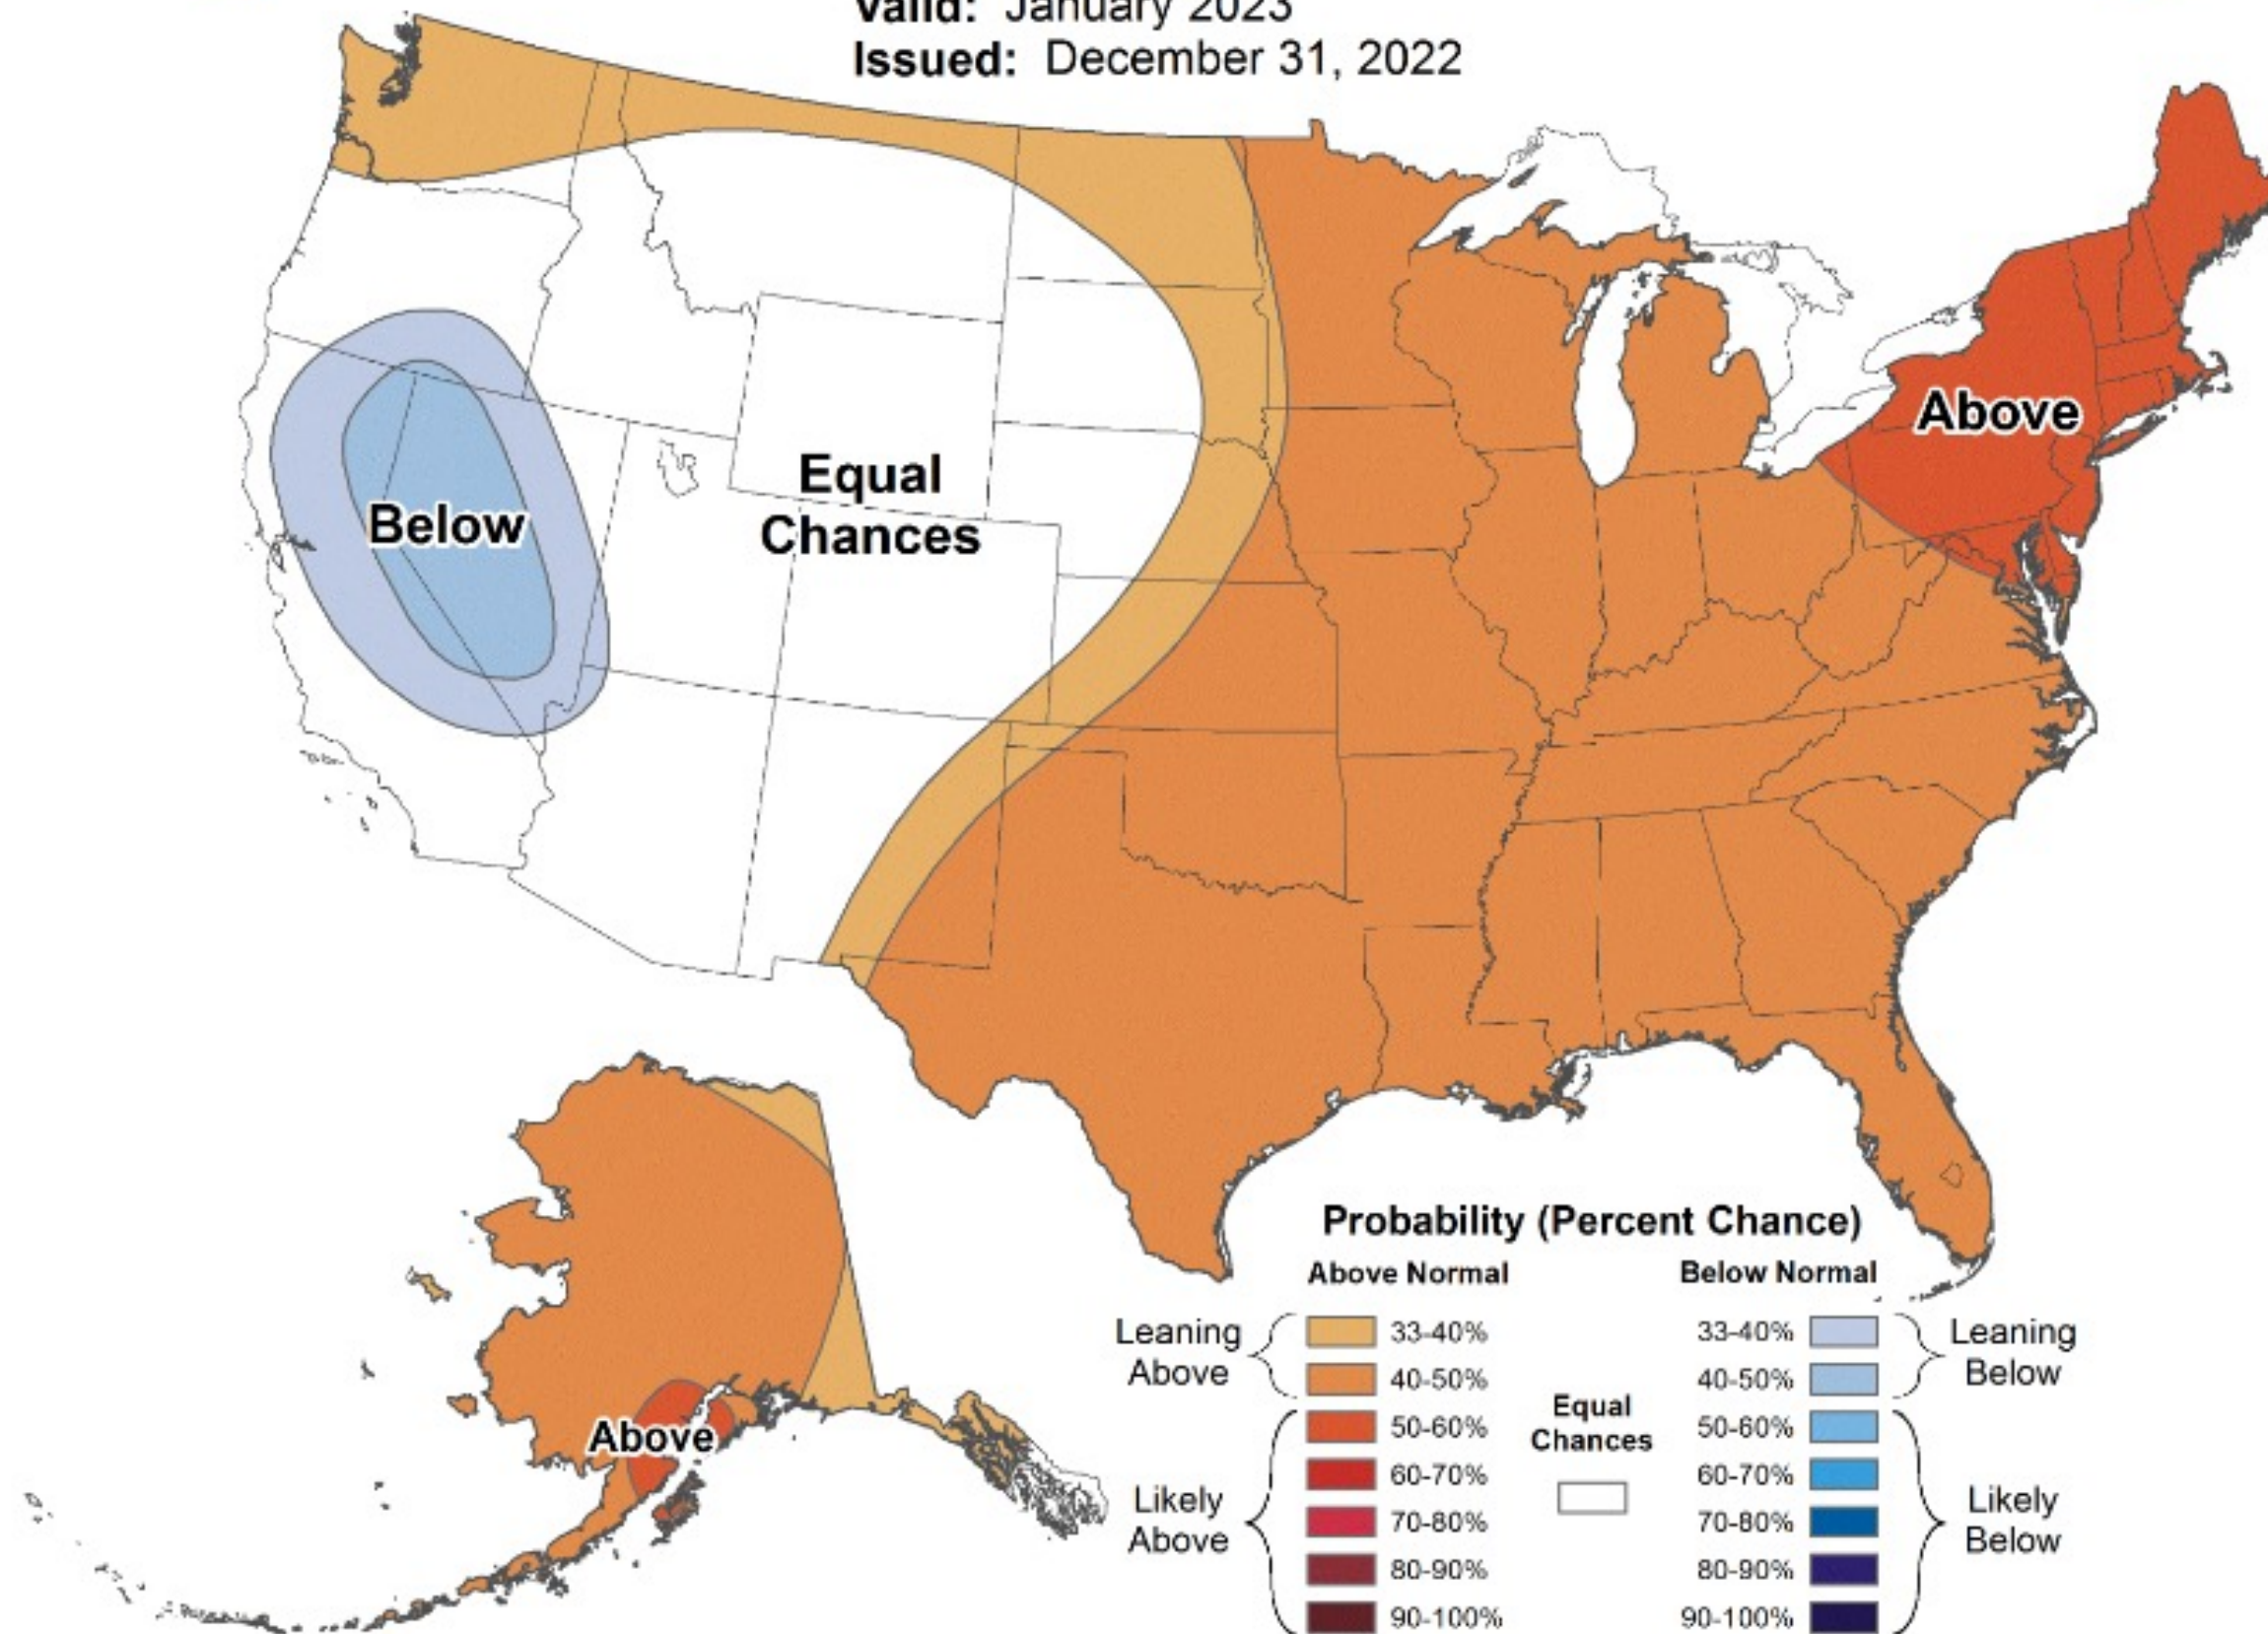 Valid: January 2023
Issued: December 31, 2022
Above
Equal
Chances
Below
Above
Probability (Percent Chance)
Above Normal
Below Normal
Leaning
Above
33-40%
40-50%
50-60%
60-70%
70-80%
80-90%
90-100%
Likely
Above
Equal
Chances
33-40%
40-50%
50-60%
60-70%
70-80%
80-90%
90-100%
Leaning
Below
Likely
Below